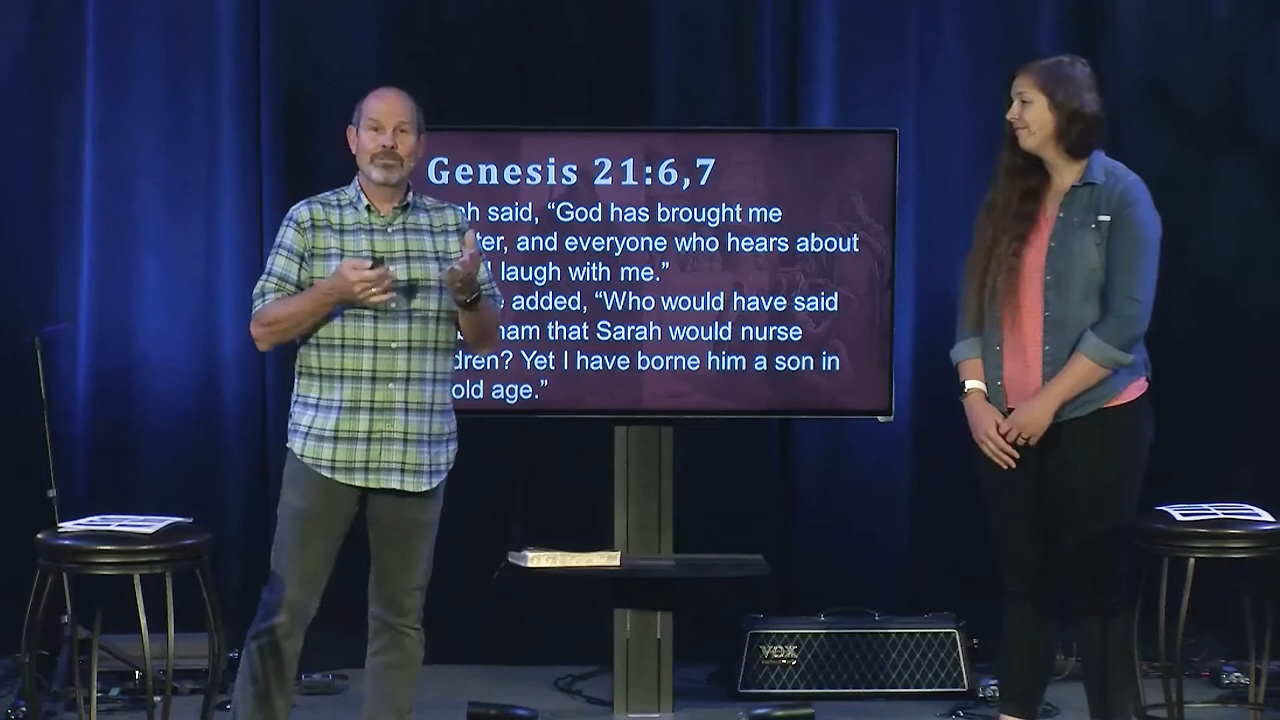 Genesis 21:6,7
said, “God has brought me
and everyone who hears about
laugh with me.”
added, “Who would have said
that Sarah would nurse
Yet I have borne him a son in
old age.”
VOX